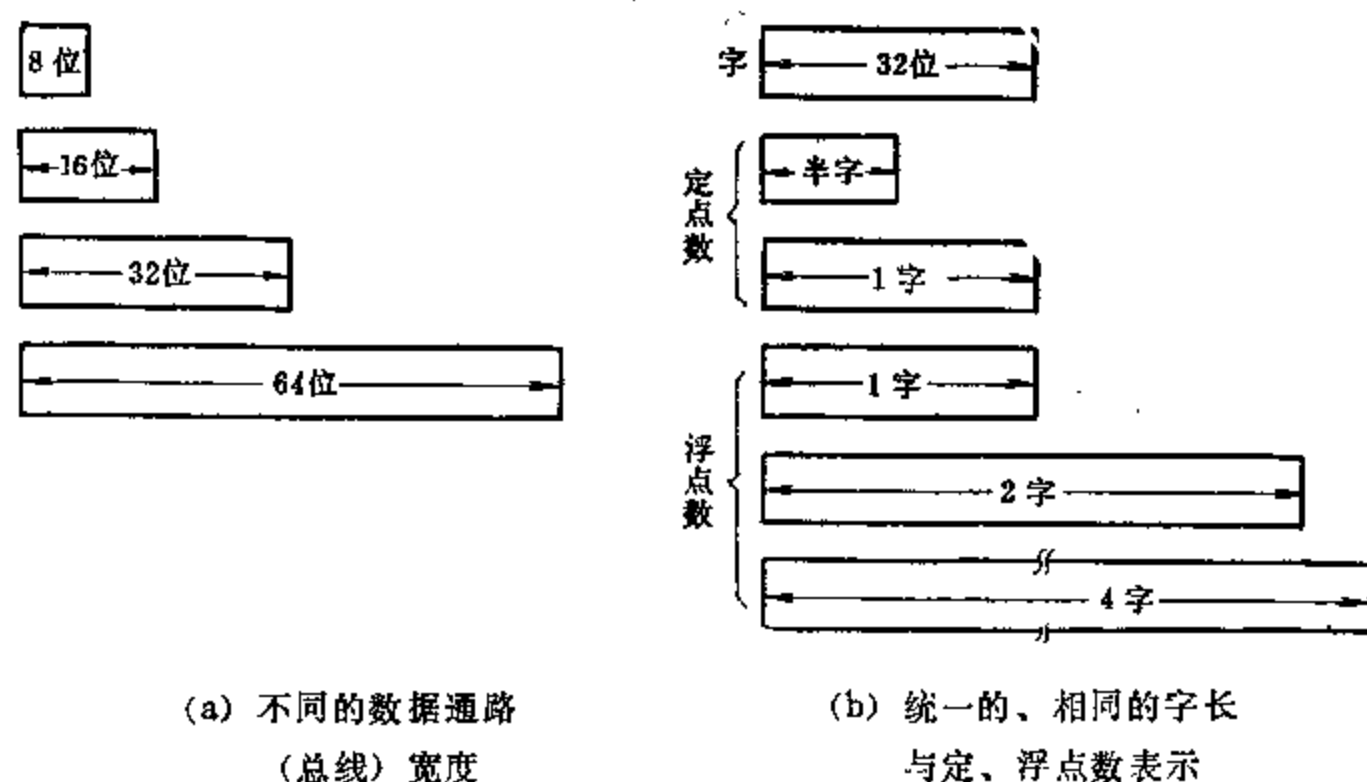 8 位
16位
32位
64位
(a) 不同的数据通路
(总线) 宽度
字
32位
定点数
半字
1 字
浮点数
1 字
2 字
4 字
(b) 统一的、相同的字长
与定、浮点数表示